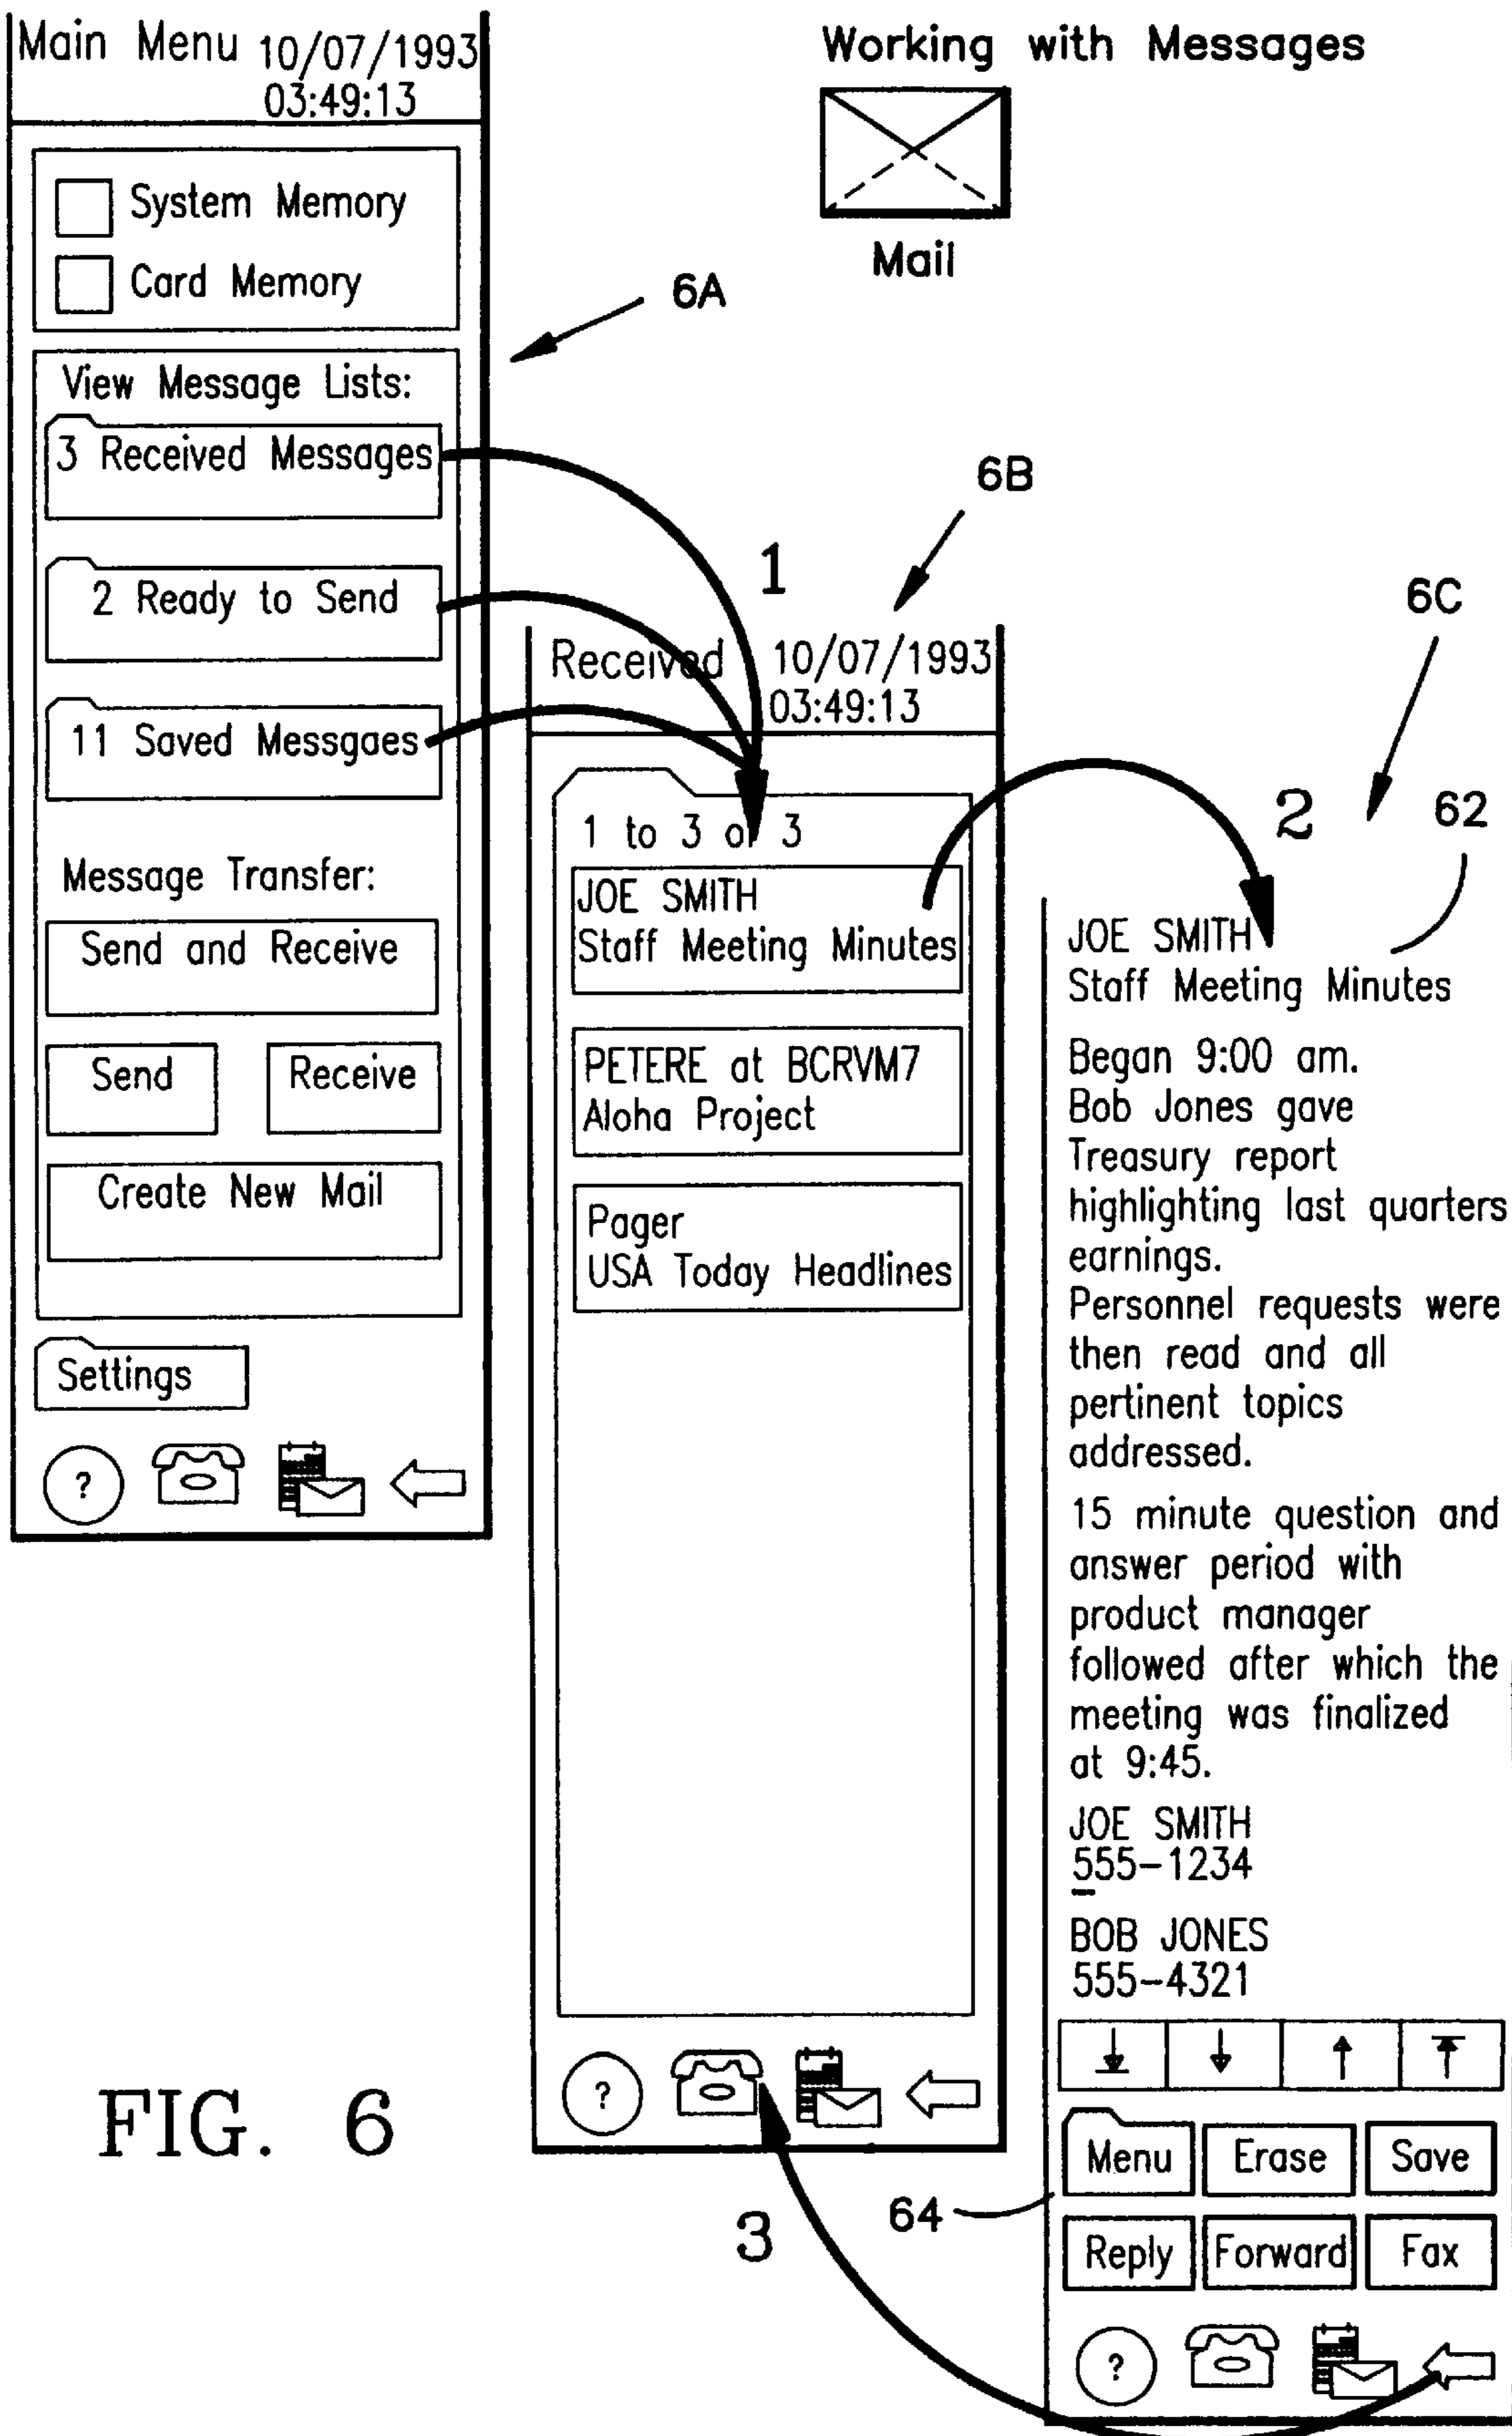 Main Menu 10/07/1993
03:49:13
System Memory
Card Memory
View Message Lists:
3 Received Messages
2 Ready to Send
11 Saved Messgaes
Message Transfer:
Send and Receive
Send Receive
Create New Mail
Settings
?
Working with Messages
Mail
6A
6B
6C
1
2
62
Received 10/07/1993
03:49:13
1 to 3 of 3
JOE SMITH
Staff Meeting Minutes
PETERE at BCRVM7
Aloha Project
Pager
USA Today Headlines
?
JOE SMITH
Staff Meeting Minutes
Began 9:00 am.
Bob Jones gave
Treasury report
highlighting last quarters
earnings.
Personnel requests were
then read and all
pertinent topics
addressed.
15 minute question and
answer period with
product manager
followed after which the
meeting was finalized
at 9:45.
JOE SMITH
555-1234
BOB JONES
555-4321
Menu Erase Save
Reply Forward Fax
?
64
3
FIG. 6